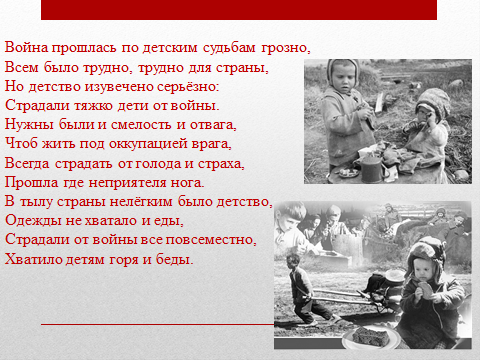 Война прошлась по детским судьбам грозно,
Всем было трудно, трудно для страны,
Но детство изувечено серьёзно:
Страдали тяжко дети от войны.
Нужны были и смелость и отвага,
Чтоб жить под оккупацией врага,
Всегда страдать от голода и страха,
Прошла где неприятеля нога.
В тылу страны нелёгким было детство,
Одежды не хватало и еды,
Страдали от войны все повсеместно,
Хватило детям горя и беды.